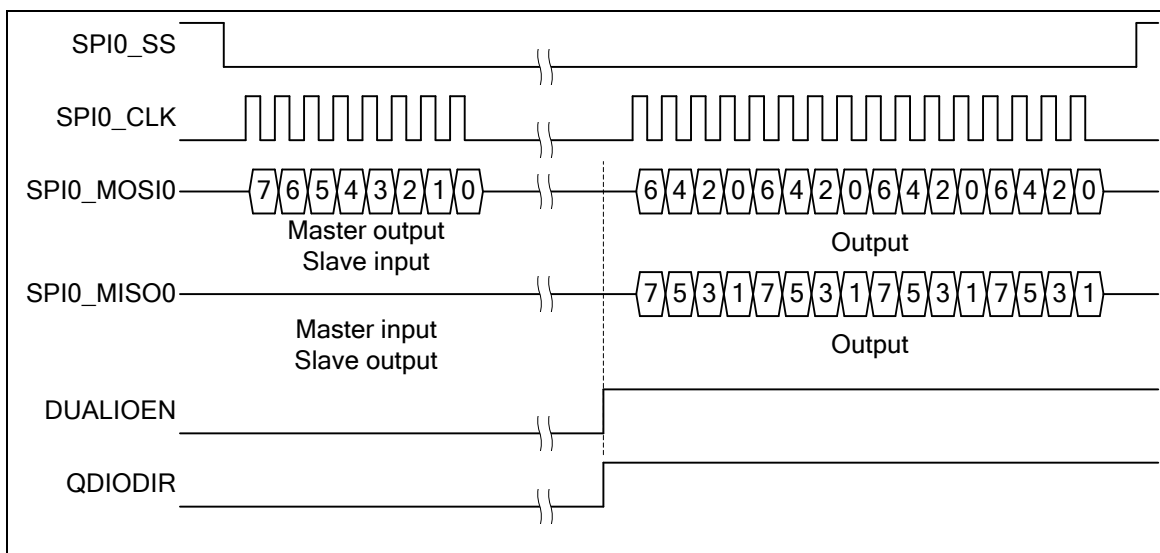 SPI0_SS
SPI0_CLK
SPI0_MOSI0 7 6 5 4 3 2 1 0 6 4 2 0 6 4 2 0 6 4 2 0 6 4 2 0
Master output
Slave input
Output
SPI0_MISO0 7 5 3 1 7 5 3 1 7 5 3 1 7 5 3 1
Master input
Slave output
Output
DUALIOEN
QDIODIR